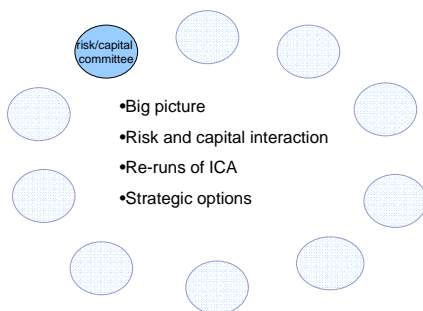 risk/capital
committee
•Big picture
•Risk and capital interaction
•Re-runs of ICA
•Strategic options